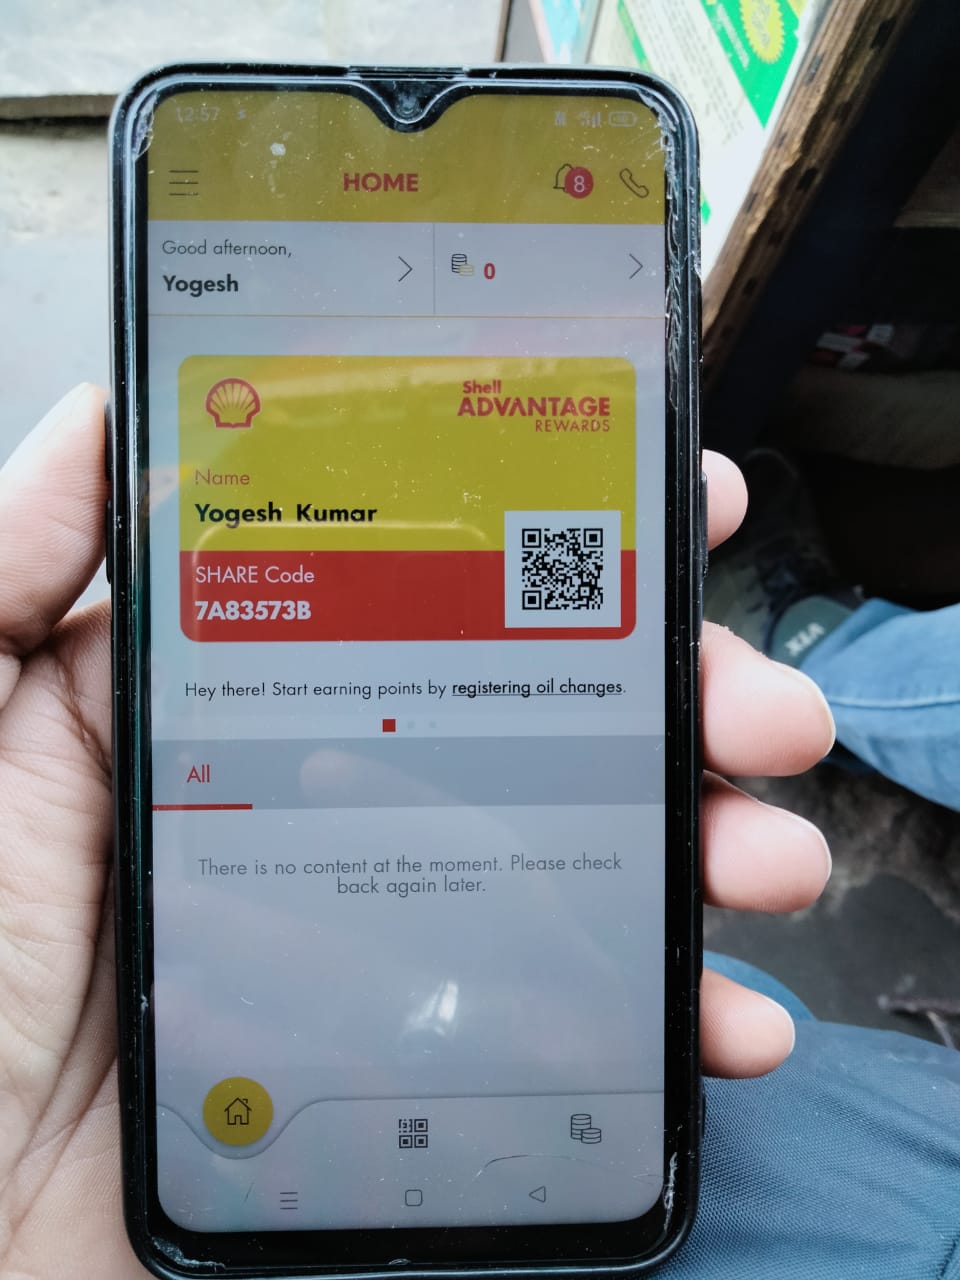 12:57
HOME
8
Good afternoon,
Yogesh
0
Shell
ADVANTAGE
REWARDS
Name
Yogesh Kumar
SHARE Code
7A83573B
Hey there! Start earning points by registering oil changes.
All
There is no content at the moment. Please check
back again later.
VTX